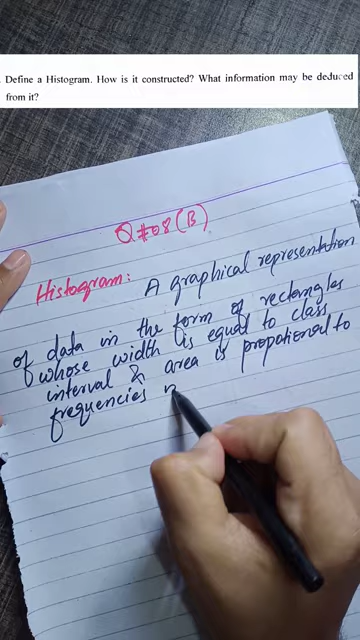 Define a Histogram. How is it constructed? What information may be deduced
from it?
Q#08(B)
Histogram: A graphical representation
of data in the form of rectangles
whose width is equal to class
interval & area is propotional to
frequencies